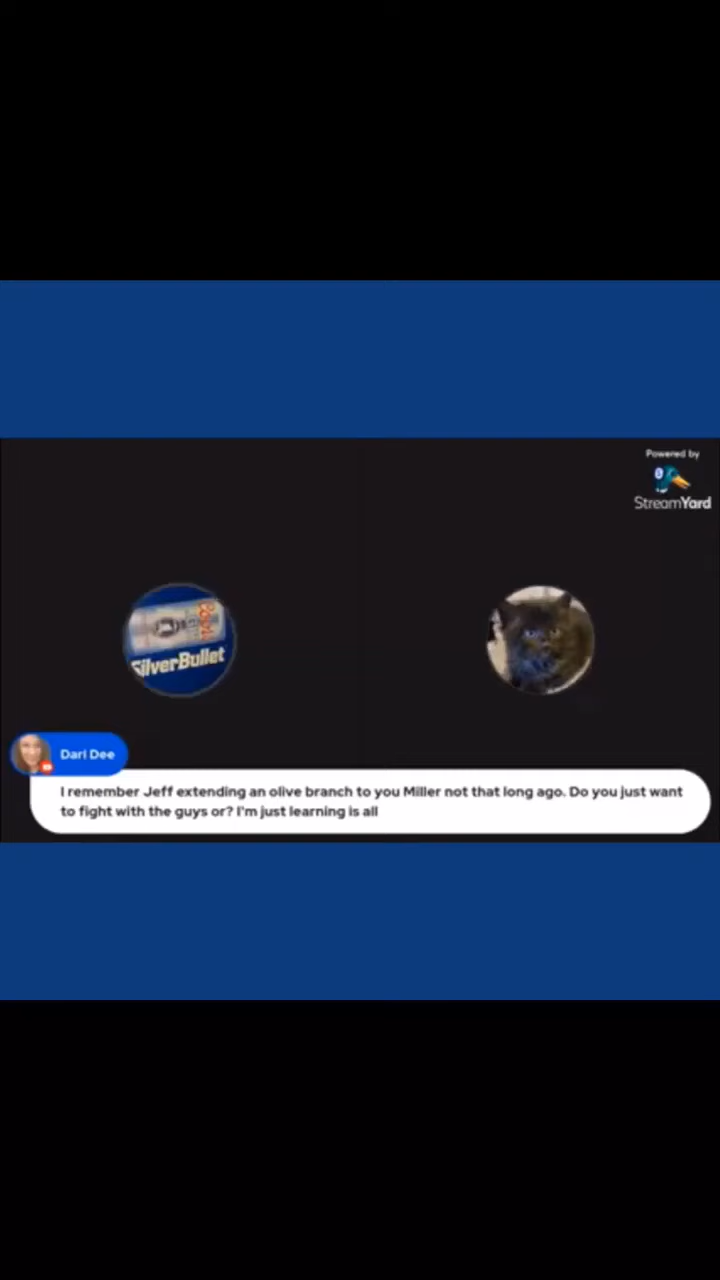 Powered by
StreamYard
SilverBullet
Dari Dee
I remember Jeff extending an olive branch to you Miller not that long ago. Do you just want
to fight with the guys or? I'm just learning is all